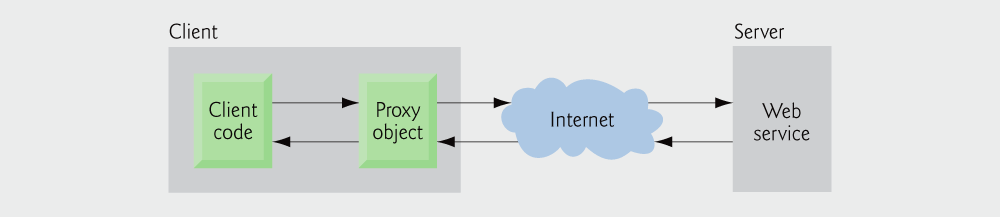 Client
Server
Client
code
Proxy
object
Internet
Web
service